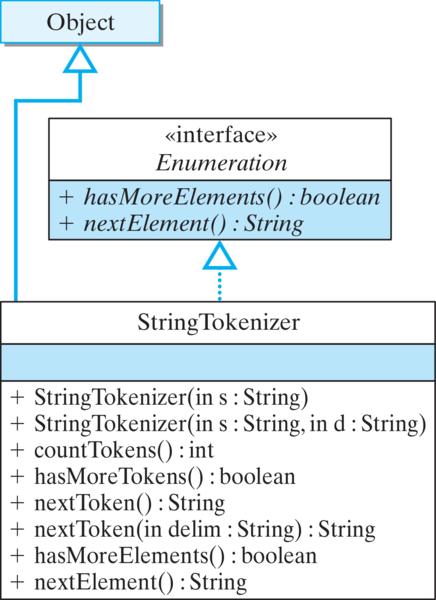 Object
«interface»
Enumeration
+ hasMoreElements() : boolean
+ nextElement() : String
StringTokenizer
+ StringTokenizer(in s : String)
+ StringTokenizer(in s : String, in d : String)
+ countTokens() : int
+ hasMoreTokens() : boolean
+ nextToken() : String
+ nextToken(in delim : String) : String
+ hasMoreElements() : boolean
+ nextElement() : String